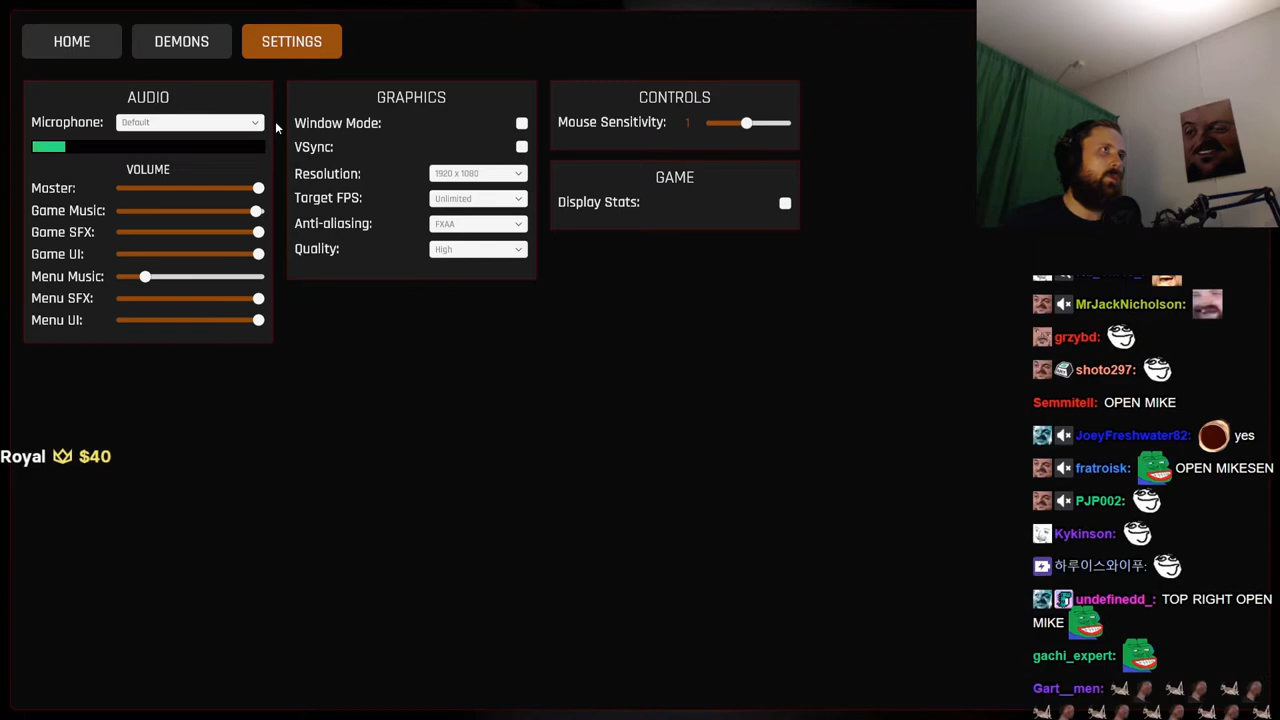 HOME
DEMONS
SETTINGS
AUDIO
Microphone:
Default
VOLUME
Master:
Game Music:
Game SFX:
Game UI:
Menu Music:
Menu SFX:
Menu UI:
GRAPHICS
Window Mode:
VSync:
Resolution:
1920 x 1080
Target FPS:
Unlimited
Anti-aliasing:
FXAA
Quality:
High
CONTROLS
Mouse Sensitivity: 1
GAME
Display Stats:
Royal $40
MrJackNicholson:
grzybd:
shoto297:
Semmitell: OPEN MIKE
JoeyFreshwater82: yes
fratroisk: OPEN MIKESEN
PJP002:
Kykinson:
하루이스와이푸:
undefinedd_: TOP RIGHT OPEN
MIKE
gachi_expert:
Gart__men: